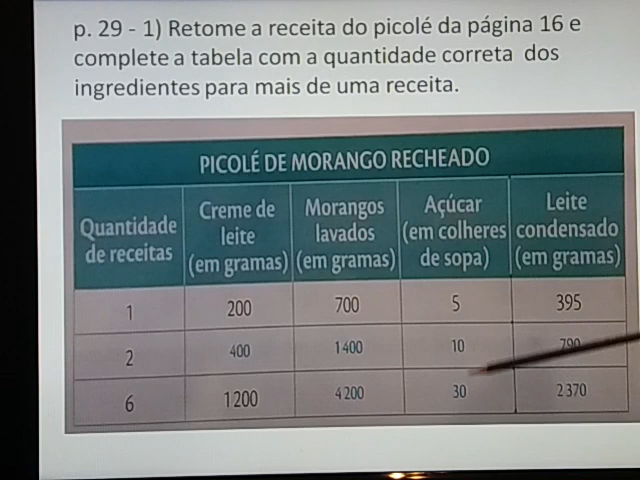 p. 29 - 1) Retome a receita do picolé da página 16 e
complete a tabela com a quantidade correta dos
ingredientes para mais de uma receita.
PICOLÉ DE MORANGO RECHEADO
Quantidade de receitas | Creme de leite (em gramas) | Morangos lavados (em gramas) | Açúcar (em colheres de sopa) | Leite condensado (em gramas)
1 200 700 5 395
2 400 1400 10 790
6 1200 4200 30 2370